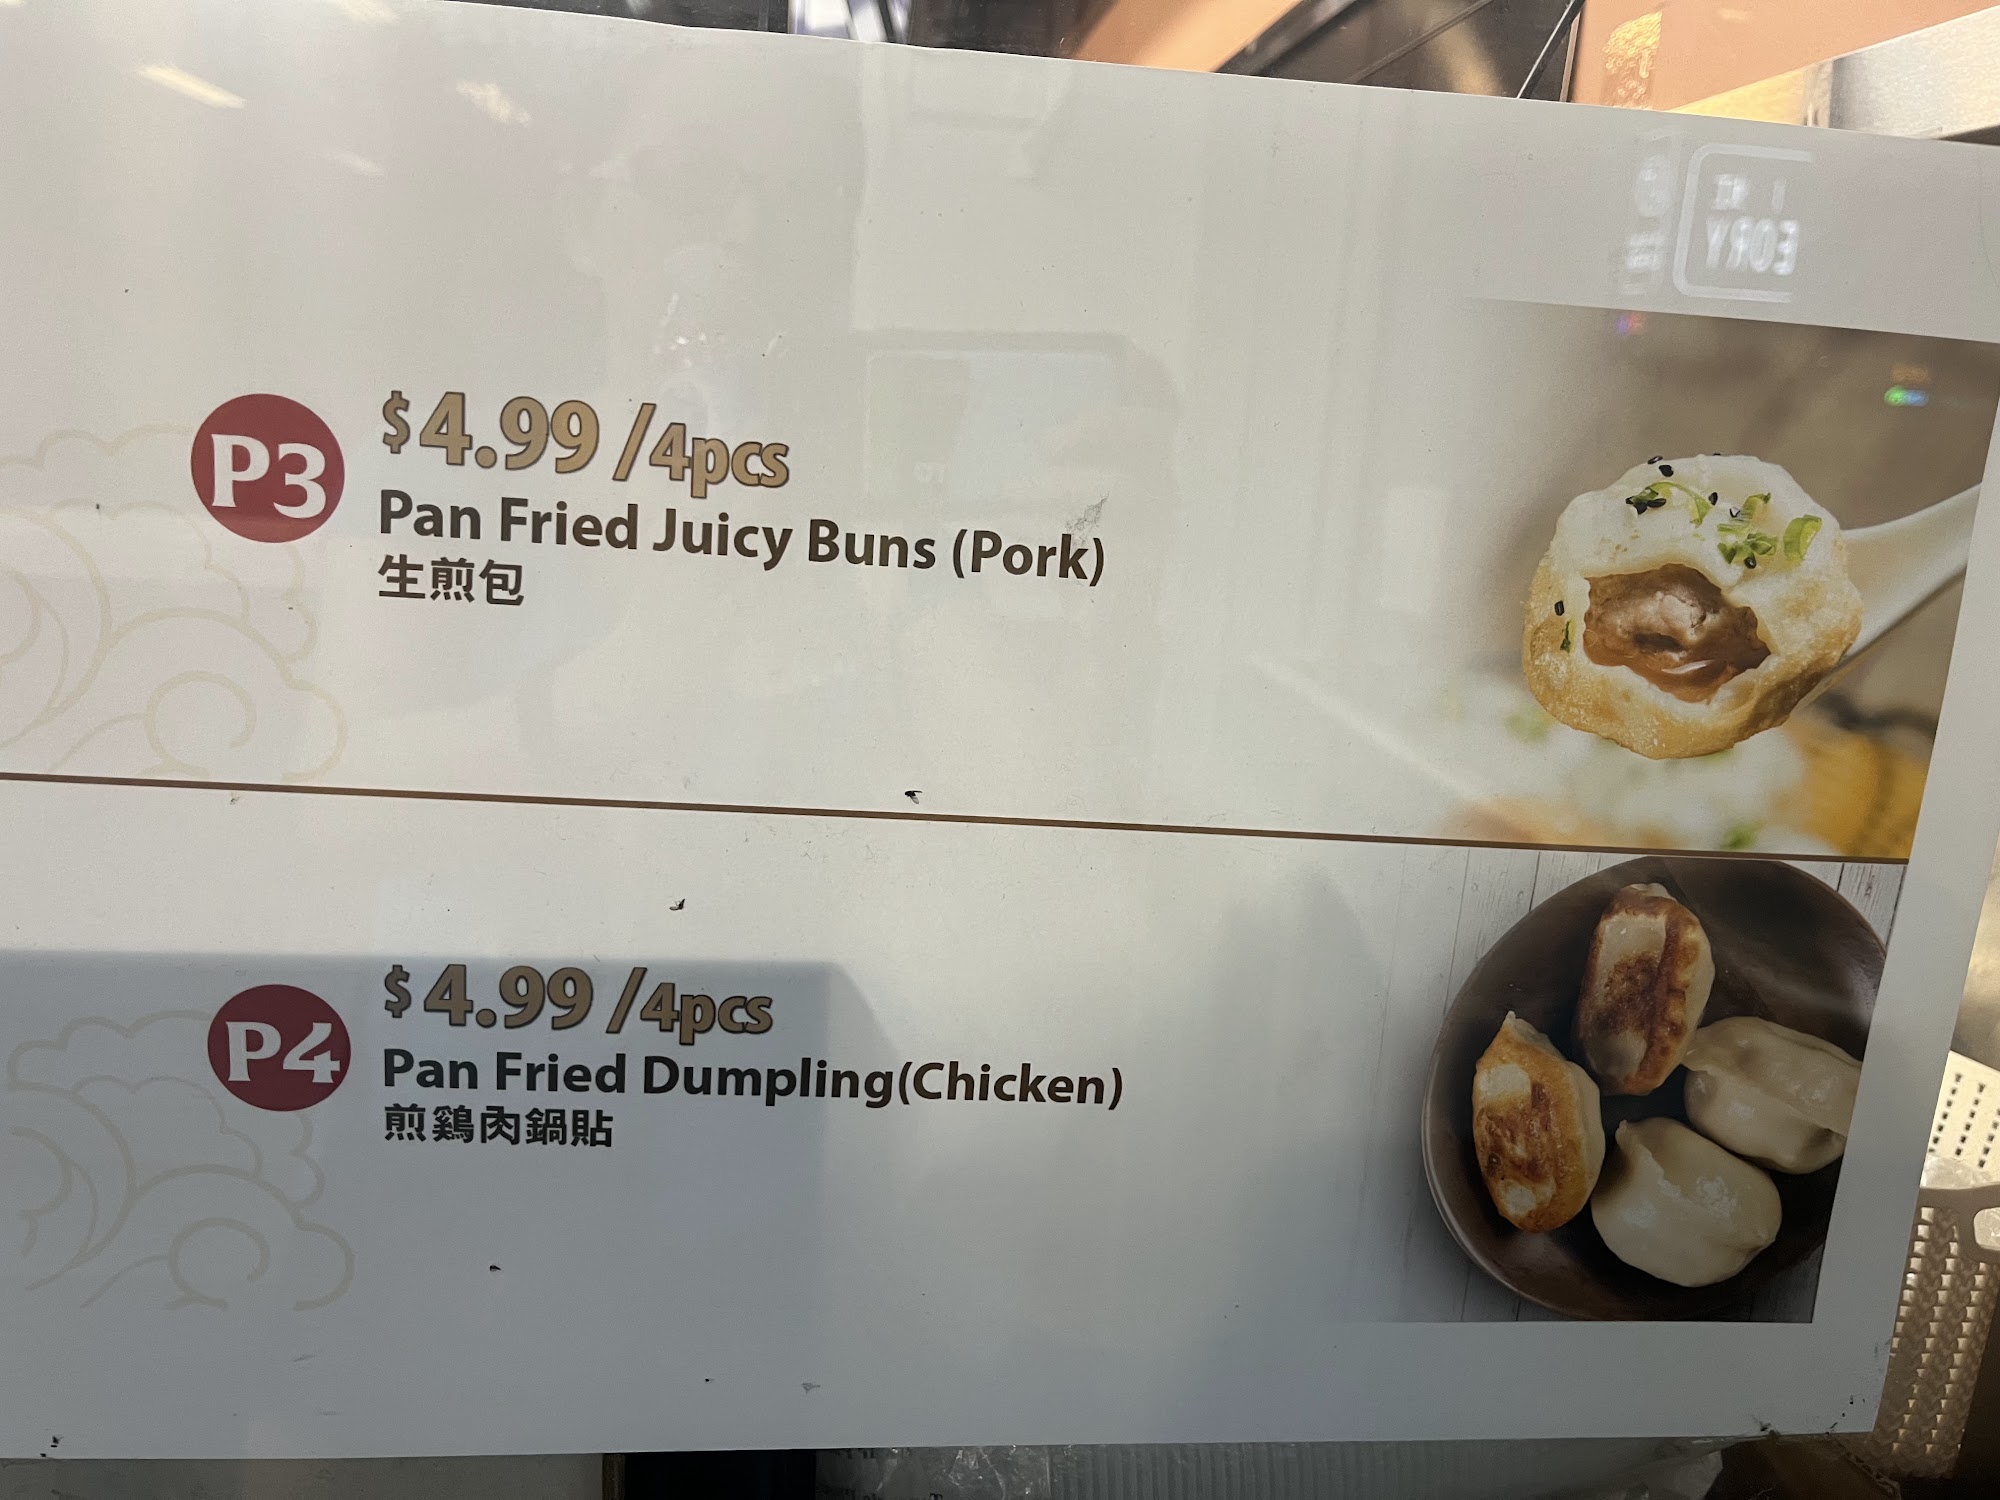 P3
$4.99/4pcs
Pan Fried Juicy Buns (Pork)
生煎包
P4
$4.99/4pcs
Pan Fried Dumpling(Chicken)
煎鷄肉鍋貼